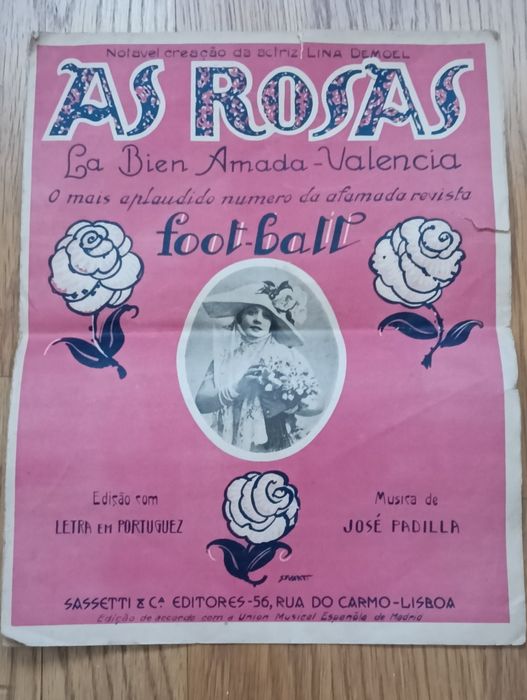 Notavel creação da actriz LINA DEMOEL
AS ROSAS
La Bien Amada-Valencia
O mais aplaudido numero da afamada revista
foot-ball
Edição com
LETRA EM PORTUGUEZ
Musica de
JOSÉ PADILLA
SASSETTI & Cª. EDITORES-56, RUA DO CARMO-LISBOA
Edição de accordo com a Union Musical Española de Madrid